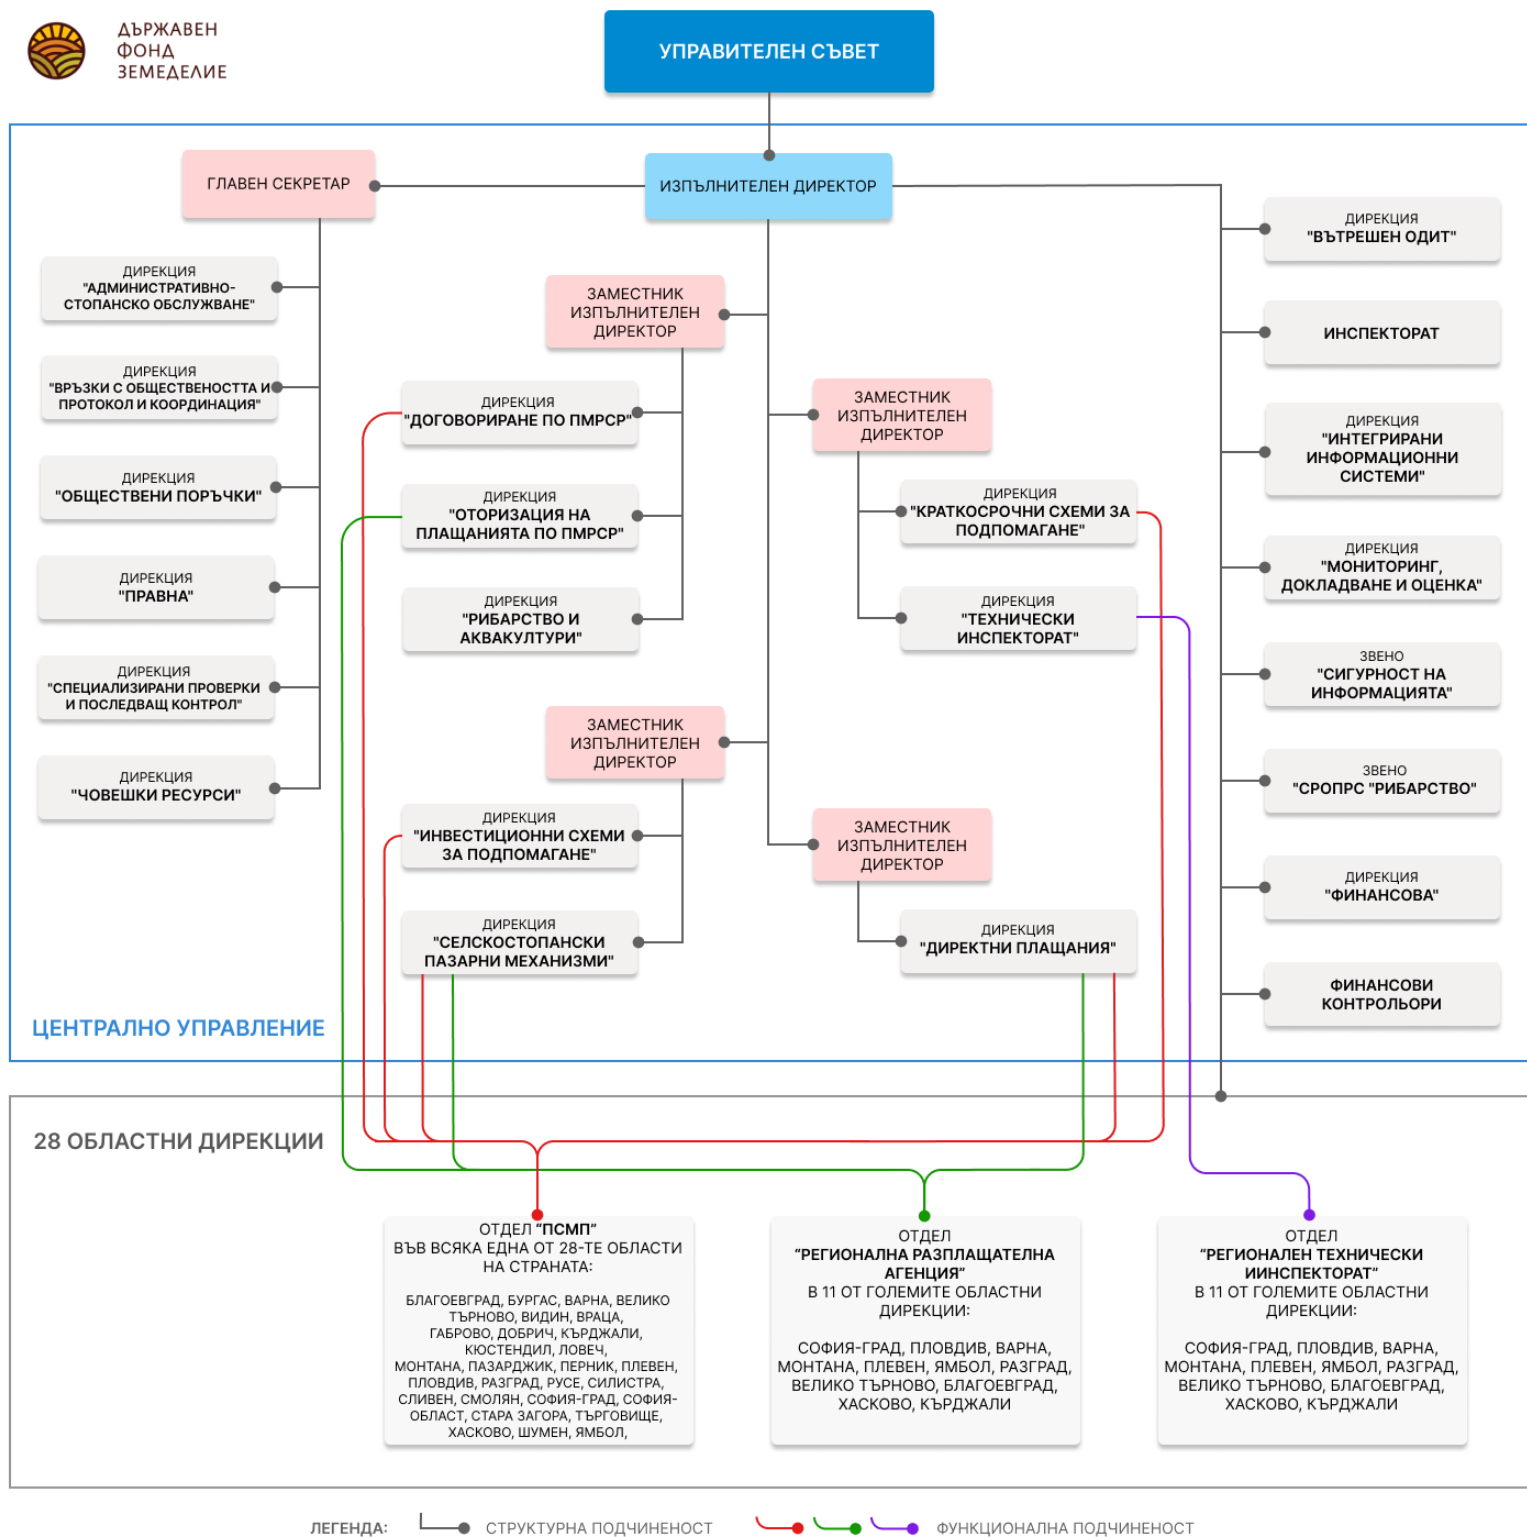 ДЪРЖАВЕН
ФОНД
ЗЕМЕДЕЛИЕ
УПРАВИТЕЛЕН СЪВЕТ
ГЛАВЕН СЕКРЕТАР
ИЗПЪЛНИТЕЛЕН ДИРЕКТОР
ДИРЕКЦИЯ
"АДМИНИСТРАТИВНО-
СТОПАНСКО ОБСЛУЖВАНЕ"
ДИРЕКЦИЯ
"ВРЪЗКИ С ОБЩЕСТВЕНОСТТА И
ПРОТОКОЛ И КООРДИНАЦИЯ"
ДИРЕКЦИЯ
"ОБЩЕСТВЕНИ ПОРЪЧКИ"
ДИРЕКЦИЯ
"ПРАВНА"
ДИРЕКЦИЯ
"СПЕЦИАЛИЗИРАНИ ПРОВЕРКИ
И ПОСЛЕДВАЩ КОНТРОЛ"
ДИРЕКЦИЯ
"ЧОВЕШКИ РЕСУРСИ"
ЗАМЕСТНИК
ИЗПЪЛНИТЕЛЕН
ДИРЕКТОР
ДИРЕКЦИЯ
"ДОГОВОРИРАНЕ ПО ПМРСР"
ДИРЕКЦИЯ
"ОТОРИЗАЦИЯ НА
ПЛАЩАНИЯТА ПО ПМРСР"
ДИРЕКЦИЯ
"РИБАРСТВО И
АКВАКУЛТУРИ"
ЗАМЕСТНИК
ИЗПЪЛНИТЕЛЕН
ДИРЕКТОР
ДИРЕКЦИЯ
"КРАТКОСРОЧНИ СХЕМИ ЗА
ПОДПОМАГАНЕ"
ДИРЕКЦИЯ
"ТЕХНИЧЕСКИ
ИНСПЕКТОРАТ"
ЗАМЕСТНИК
ИЗПЪЛНИТЕЛЕН
ДИРЕКТОР
ДИРЕКЦИЯ
"ИНВЕСТИЦИОННИ СХЕМИ
ЗА ПОДПОМАГАНЕ"
ДИРЕКЦИЯ
"СЕЛСКОСТОПАНСКИ
ПАЗАРНИ МЕХАНИЗМИ"
ЗАМЕСТНИК
ИЗПЪЛНИТЕЛЕН
ДИРЕКТОР
ДИРЕКЦИЯ
"ДИРЕКТНИ ПЛАЩАНИЯ"
ДИРЕКЦИЯ
"ВЪТРЕШЕН ОДИТ"
ИНСПЕКТОРАТ
ДИРЕКЦИЯ
"ИНТЕГРИРАНИ
ИНФОРМАЦИОННИ
СИСТЕМИ"
ДИРЕКЦИЯ
"МОНИТОРИНГ,
ДОКЛАДВАНЕ И ОЦЕНКА"
ЗВЕНО
"СИГУРНОСТ НА
ИНФОРМАЦИЯТА"
ЗВЕНО
"СРОПРС "РИБАРСТВО"
ДИРЕКЦИЯ
"ФИНАНСОВА"
ФИНАНСОВИ
КОНТРОЛЬОРИ
ЦЕНТРАЛНО УПРАВЛЕНИЕ
28 ОБЛАСТНИ ДИРЕКЦИИ
ОТДЕЛ “ПСМП”
ВЪВ ВСЯКА ЕДНА ОТ 28-ТЕ ОБЛАСТИ
НА СТРАНАТА:
БЛАГОЕВГРАД, БУРГАС, ВАРНА, ВЕЛИКО
ТЪРНОВО, ВИДИН, ВРАЦА,
ГАБРОВО, ДОБРИЧ, КЪРДЖАЛИ,
КЮСТЕНДИЛ, ЛОВЕЧ,
МОНТАНА, ПАЗАРДЖИК, ПЕРНИК, ПЛЕВЕН,
ПЛОВДИВ, РАЗГРАД, РУСЕ, СИЛИСТРА,
СЛИВЕН, СМОЛЯН, СОФИЯ-ГРАД, СОФИЯ-
ОБЛАСТ, СТАРА ЗАГОРА, ТЪРГОВИЩЕ,
ХАСКОВО, ШУМЕН, ЯМБОЛ,
ОТДЕЛ
“РЕГИОНАЛНА РАЗПЛАЩАТЕЛНА
АГЕНЦИЯ”
В 11 ОТ ГОЛЕМИТЕ ОБЛАСТНИ
ДИРЕКЦИИ:
СОФИЯ-ГРАД, ПЛОВДИВ, ВАРНА,
МОНТАНА, ПЛЕВЕН, ЯМБОЛ, РАЗГРАД,
ВЕЛИКО ТЪРНОВО, БЛАГОЕВГРАД,
ХАСКОВО, КЪРДЖАЛИ
ОТДЕЛ
“РЕГИОНАЛЕН ТЕХНИЧЕСКИ
ИИНСПЕКТОРАТ”
В 11 ОТ ГОЛЕМИТЕ ОБЛАСТНИ
ДИРЕКЦИИ:
СОФИЯ-ГРАД, ПЛОВДИВ, ВАРНА,
МОНТАНА, ПЛЕВЕН, ЯМБОЛ, РАЗГРАД,
ВЕЛИКО ТЪРНОВО, БЛАГОЕВГРАД,
ХАСКОВО, КЪРДЖАЛИ
ЛЕГЕНДА: СТРУКТУРНА ПОДЧИНЕНОСТ ФУНКЦИОНАЛНА ПОДЧИНЕНОСТ